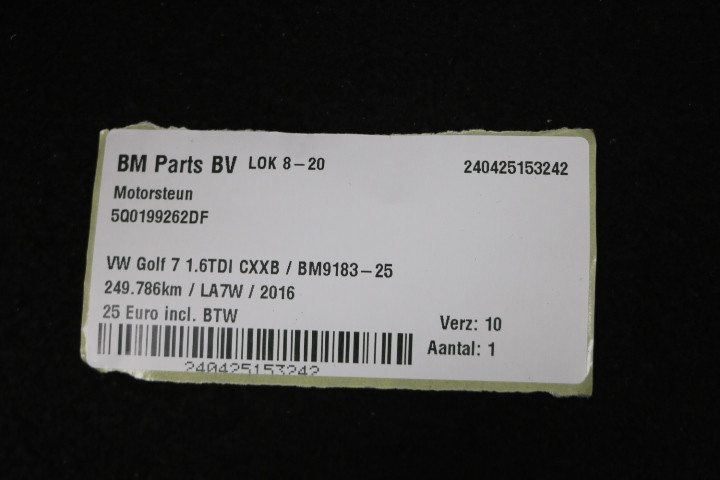 BM Parts BV LOK 8-20 240425153242
Motorsteun
5Q0199262DF
VW Golf 7 1.6TDI CXXB / BM9183-25
249.786km / LA7W / 2016
25 Euro incl. BTW
Verz: 10
Aantal: 1
240425153242